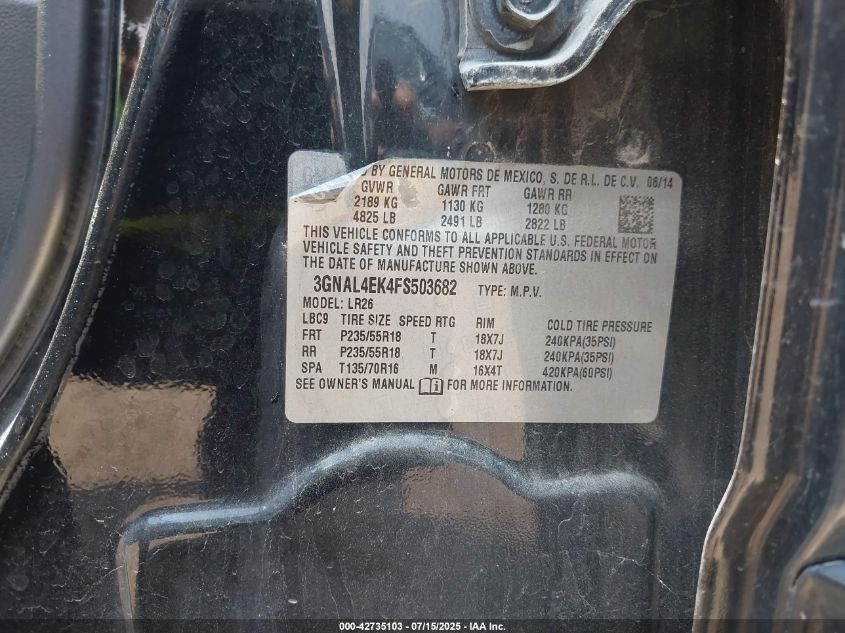 BY GENERAL MOTORS DE MEXICO, S. DE R.L. DE C.V. 06/14
GVWR GAWR FRT GAWR RR
2189 KG 1130 KG 1280 KG
4825 LB 2491 LB 2822 LB
THIS VEHICLE CONFORMS TO ALL APPLICABLE U.S. FEDERAL MOTOR
VEHICLE SAFETY AND THEFT PREVENTION STANDARDS IN EFFECT ON
THE DATE OF MANUFACTURE SHOWN ABOVE.
3GNAL4EK4FS503682 TYPE: M.P.V.
MODEL: LR26
LBC9 TIRE SIZE SPEED RTG RIM COLD TIRE PRESSURE
FRT P235/55R18 T 18X7J 240KPA(35PSI)
RR P235/55R18 T 18X7J 240KPA(35PSI)
SPA T135/70R16 M 16X4T 420KPA(60PSI)
SEE OWNER'S MANUAL FOR MORE INFORMATION.
000-42735103 - 07/15/2025 - IAA Inc.